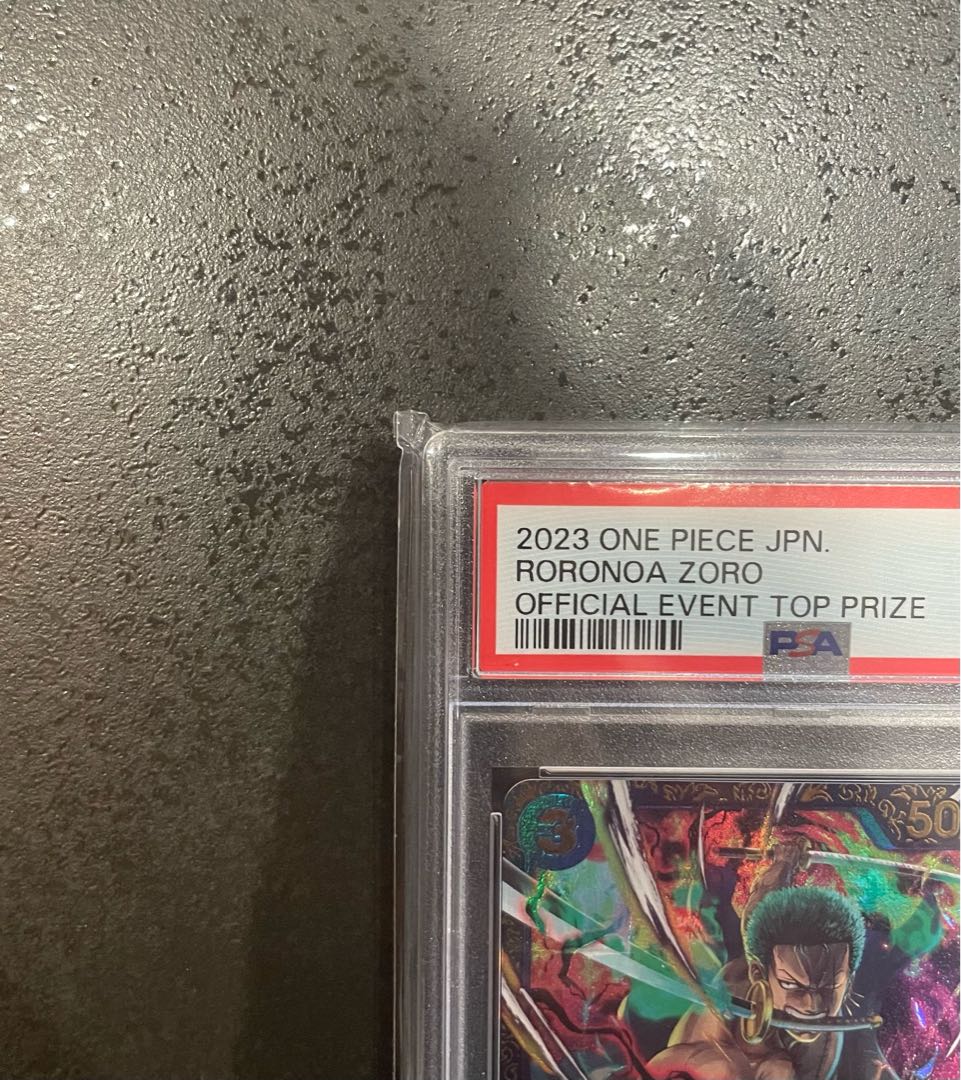 2023 ONE PIECE JPN.
RORONOA ZORO
OFFICIAL EVENT TOP PRIZE
PSA
3
50